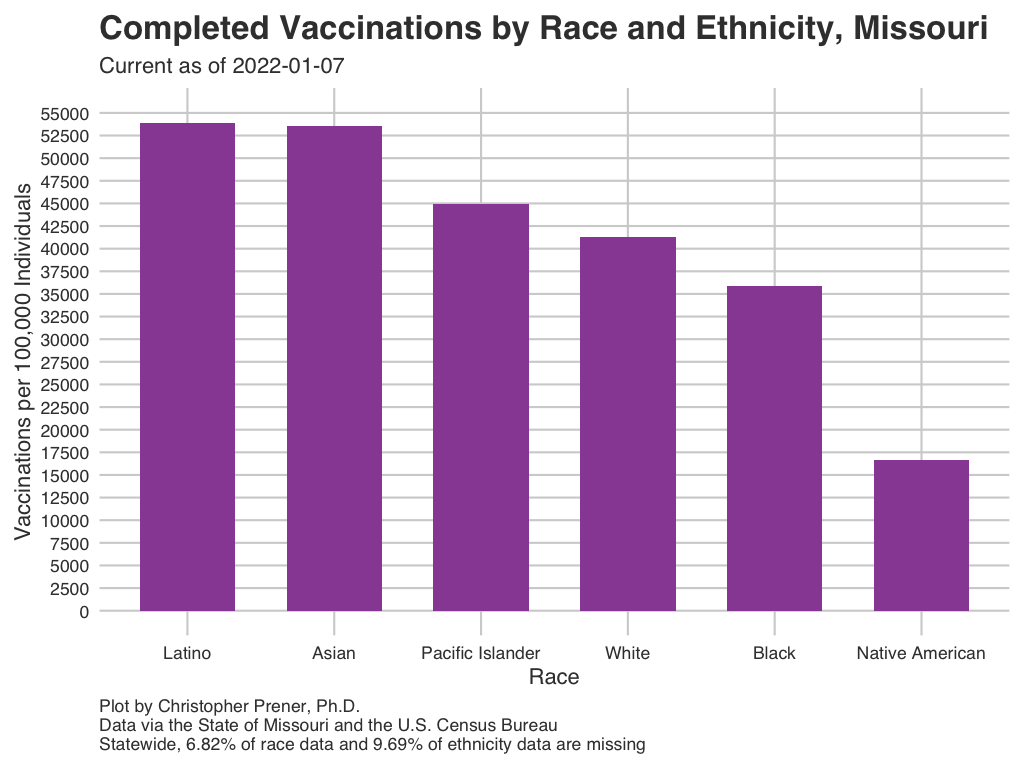 Completed Vaccinations by Race and Ethnicity, Missouri
Current as of 2022-01-07
Vaccinations per 100,000 Individuals
55000
52500
50000
47500
45000
42500
40000
37500
35000
32500
30000
27500
25000
22500
20000
17500
15000
12500
10000
7500
5000
2500
0
Latino Asian Pacific Islander White Black Native American
Race
Plot by Christopher Prener, Ph.D.
Data via the State of Missouri and the U.S. Census Bureau
Statewide, 6.82% of race data and 9.69% of ethnicity data are missing